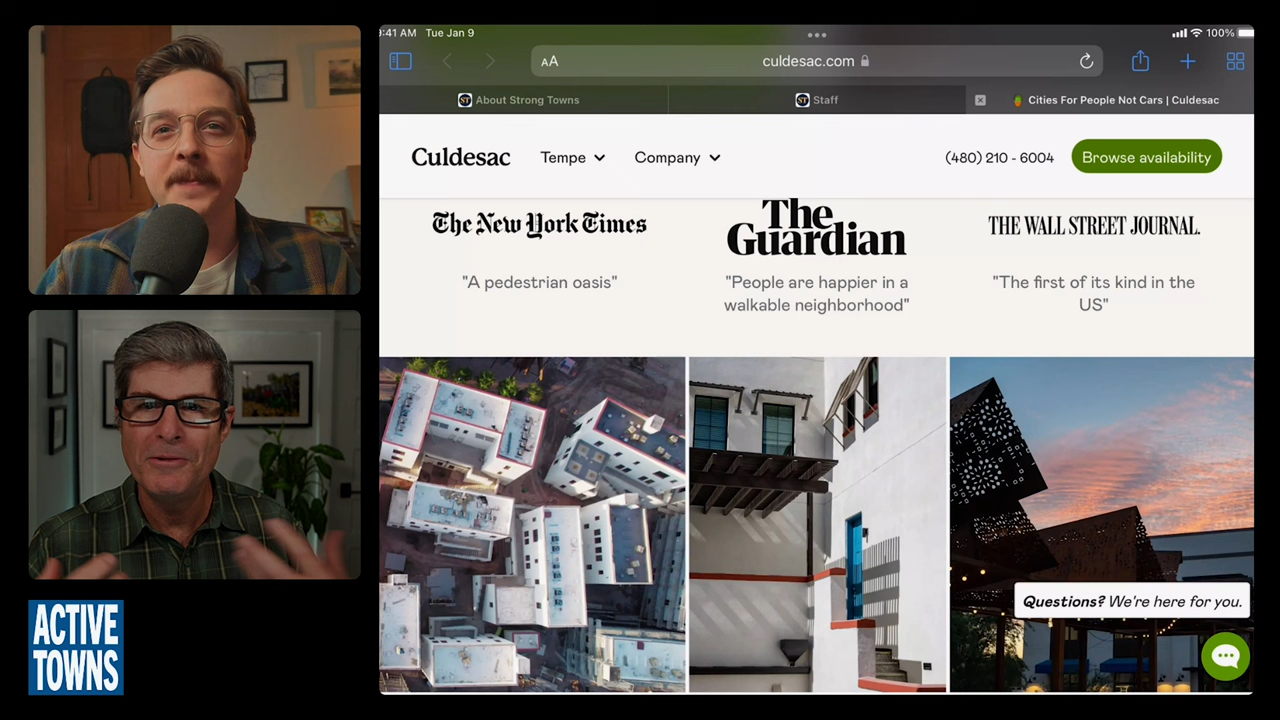 9:41 AM Tue Jan 9
100%
AA
culdesac.com
ST About Strong Towns
ST Staff
Cities For People Not Cars | Culdesac
Culdesac
Tempe
Company
(480) 210 - 6004
Browse availability
The New York Times
"A pedestrian oasis"
The
Guardian
"People are happier in a
walkable neighborhood"
THE WALL STREET JOURNAL.
"The first of its kind in the
US"
Questions? We're here for you.
ACTIVE
TOWNS